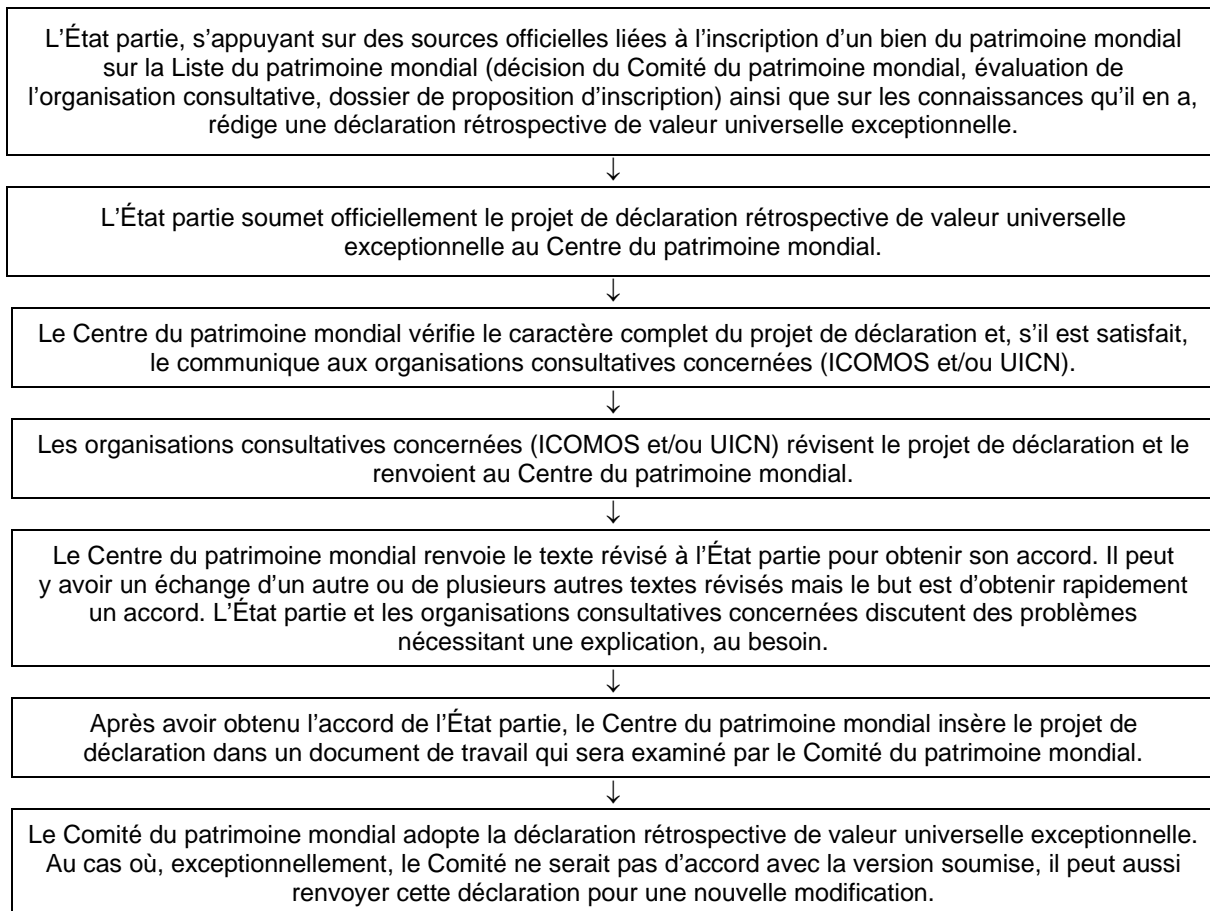 L’État partie, s’appuyant sur des sources officielles liées à l’inscription d’un bien du patrimoine mondial
sur la Liste du patrimoine mondial (décision du Comité du patrimoine mondial, évaluation de
l’organisation consultative, dossier de proposition d’inscription) ainsi que sur les connaissances qu’il en a,
rédige une déclaration rétrospective de valeur universelle exceptionnelle.
↓
L’État partie soumet officiellement le projet de déclaration rétrospective de valeur universelle
exceptionnelle au Centre du patrimoine mondial.
↓
Le Centre du patrimoine mondial vérifie le caractère complet du projet de déclaration et, s’il est satisfait,
le communique aux organisations consultatives concernées (ICOMOS et/ou UICN).
↓
Les organisations consultatives concernées (ICOMOS et/ou UICN) révisent le projet de déclaration et le
renvoient au Centre du patrimoine mondial.
↓
Le Centre du patrimoine mondial renvoie le texte révisé à l’État partie pour obtenir son accord. Il peut
y avoir un échange d’un autre ou de plusieurs autres textes révisés mais le but est d’obtenir rapidement
un accord. L’État partie et les organisations consultatives concernées discutent des problèmes
nécessitant une explication, au besoin.
↓
Après avoir obtenu l’accord de l’État partie, le Centre du patrimoine mondial insère le projet de
déclaration dans un document de travail qui sera examiné par le Comité du patrimoine mondial.
↓
Le Comité du patrimoine mondial adopte la déclaration rétrospective de valeur universelle exceptionnelle.
Au cas où, exceptionnellement, le Comité ne serait pas d’accord avec la version soumise, il peut aussi
renvoyer cette déclaration pour une nouvelle modification.